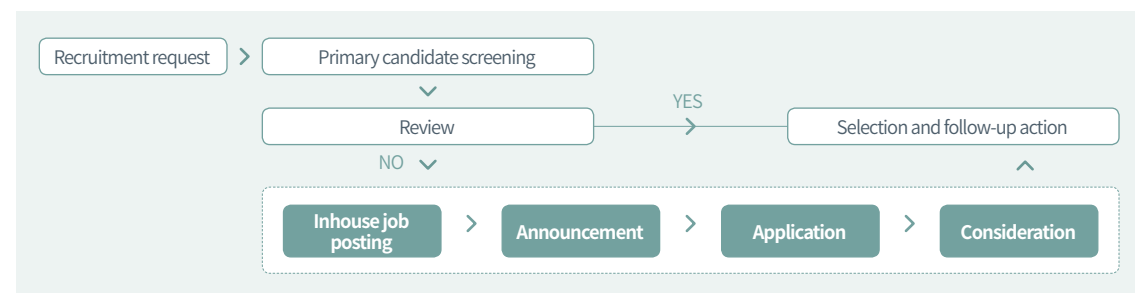 Recruitment request
Primary candidate screening
Review
YES
Selection and follow-up action
NO
Inhouse job
posting
Announcement
Application
Consideration